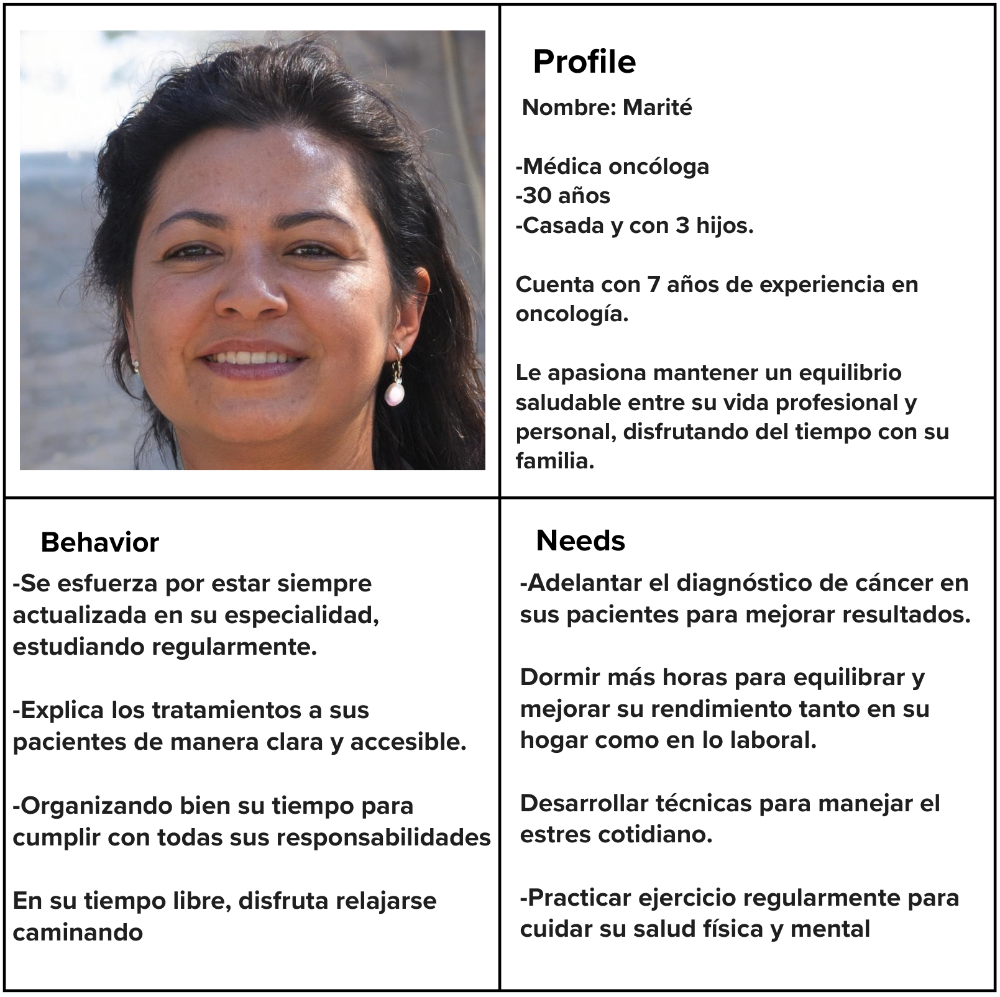 Profile
Nombre: Marité
-Médica oncóloga
-30 años
-Casada y con 3 hijos.
Cuenta con 7 años de experiencia en
oncología.
Le apasiona mantener un equilibrio
saludable entre su vida profesional y
personal, disfrutando del tiempo con su
familia.
Behavior
-Se esfuerza por estar siempre
actualizada en su especialidad,
estudiando regularmente.
-Explica los tratamientos a sus
pacientes de manera clara y accesible.
-Organizando bien su tiempo para
cumplir con todas sus responsabilidades
En su tiempo libre, disfruta relajarse
caminando
Needs
-Adelantar el diagnóstico de cáncer en
sus pacientes para mejorar resultados.
Dormir más horas para equilibrar y
mejorar su rendimiento tanto en su
hogar como en lo laboral.
Desarrollar técnicas para manejar el
estres cotidiano.
-Practicar ejercicio regularmente para
cuidar su salud física y mental